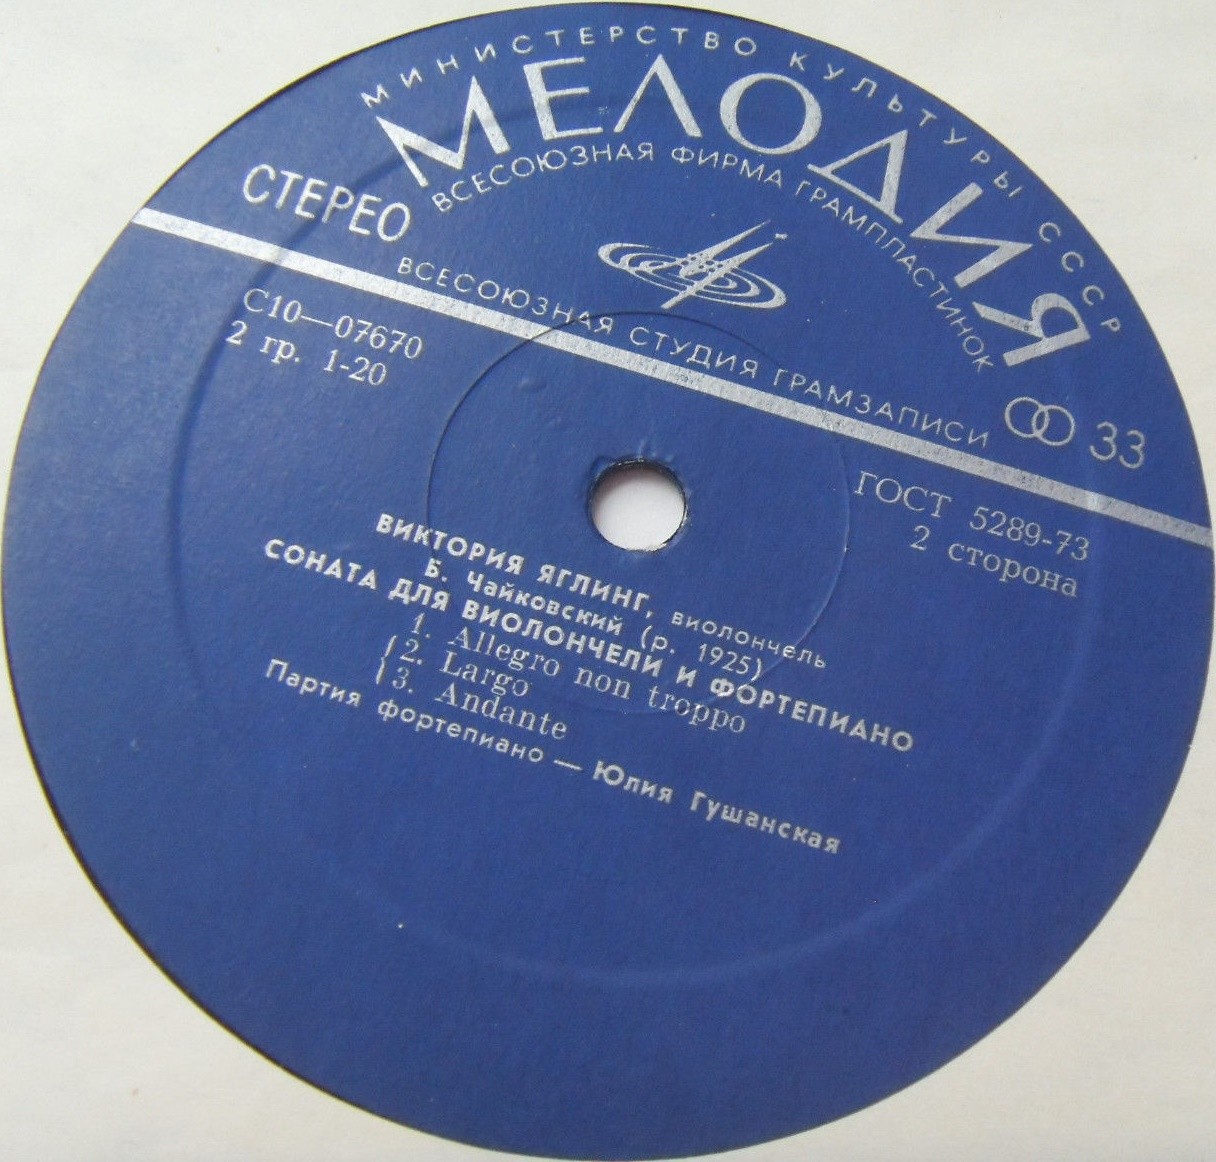 МИНИСТЕРСТВО КУЛЬТУРЫ СССР
МЕЛОДИЯ
ВСЕСОЮЗНАЯ ФИРМА ГРАМПЛАСТИНОК
СТЕРЕО
ВСЕСОЮЗНАЯ СТУДИЯ ГРАМЗАПИСИ
33
С10—07670
2 гр. 1-20
ГОСТ 5289-73
2 сторона
ВИКТОРИЯ ЯГЛИНГ, виолончель
Б. Чайковский (р. 1925)
СОНАТА ДЛЯ ВИОЛОНЧЕЛИ И ФОРТЕПИАНО
1. Allegro non troppo
2. Largo
3. Andante
Партия фортепиано — Юлия Гушанская